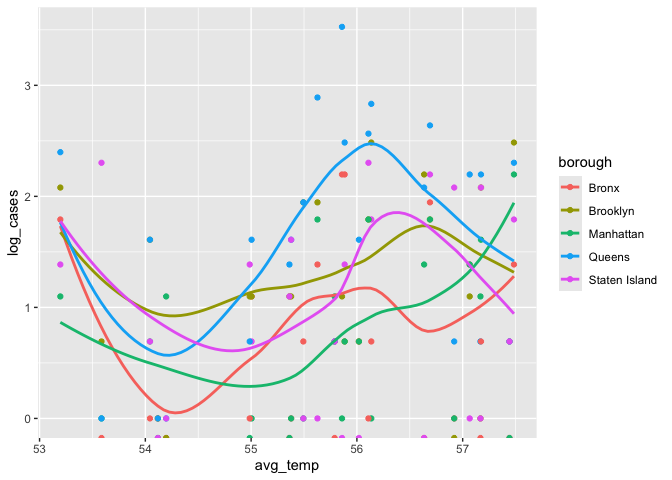 3
2
1
0
log_cases
53
54
55
56
57
avg_temp
borough
Bronx
Brooklyn
Manhattan
Queens
Staten Island